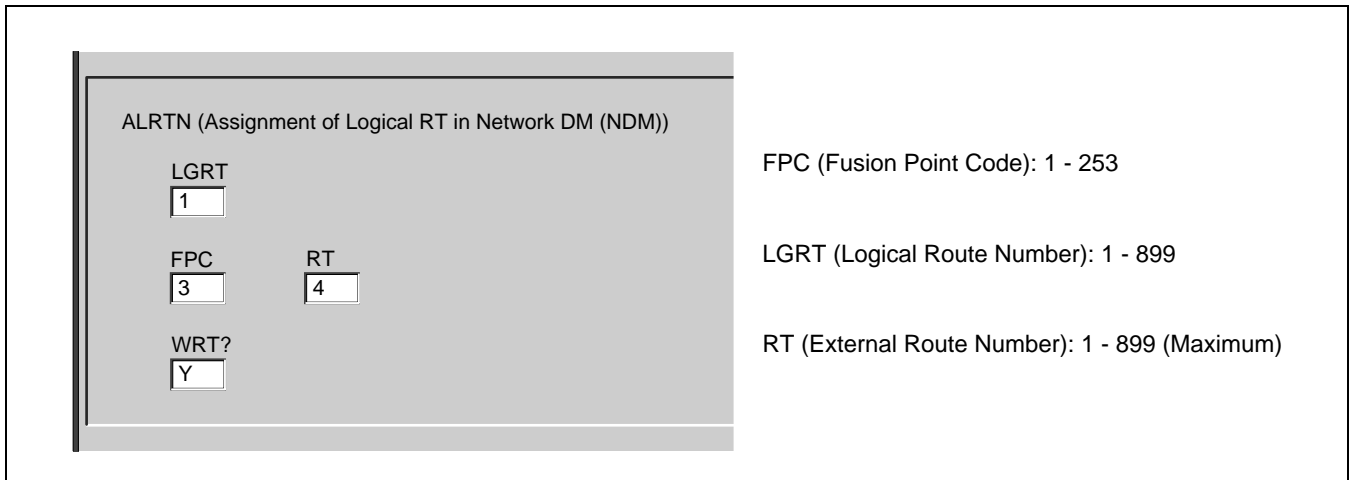 ALRTN (Assignment of Logical RT in Network DM (NDM))
LGRT
1
FPC RT
3 4
WRT?
Y
FPC (Fusion Point Code): 1 - 253
LGRT (Logical Route Number): 1 - 899
RT (External Route Number): 1 - 899 (Maximum)